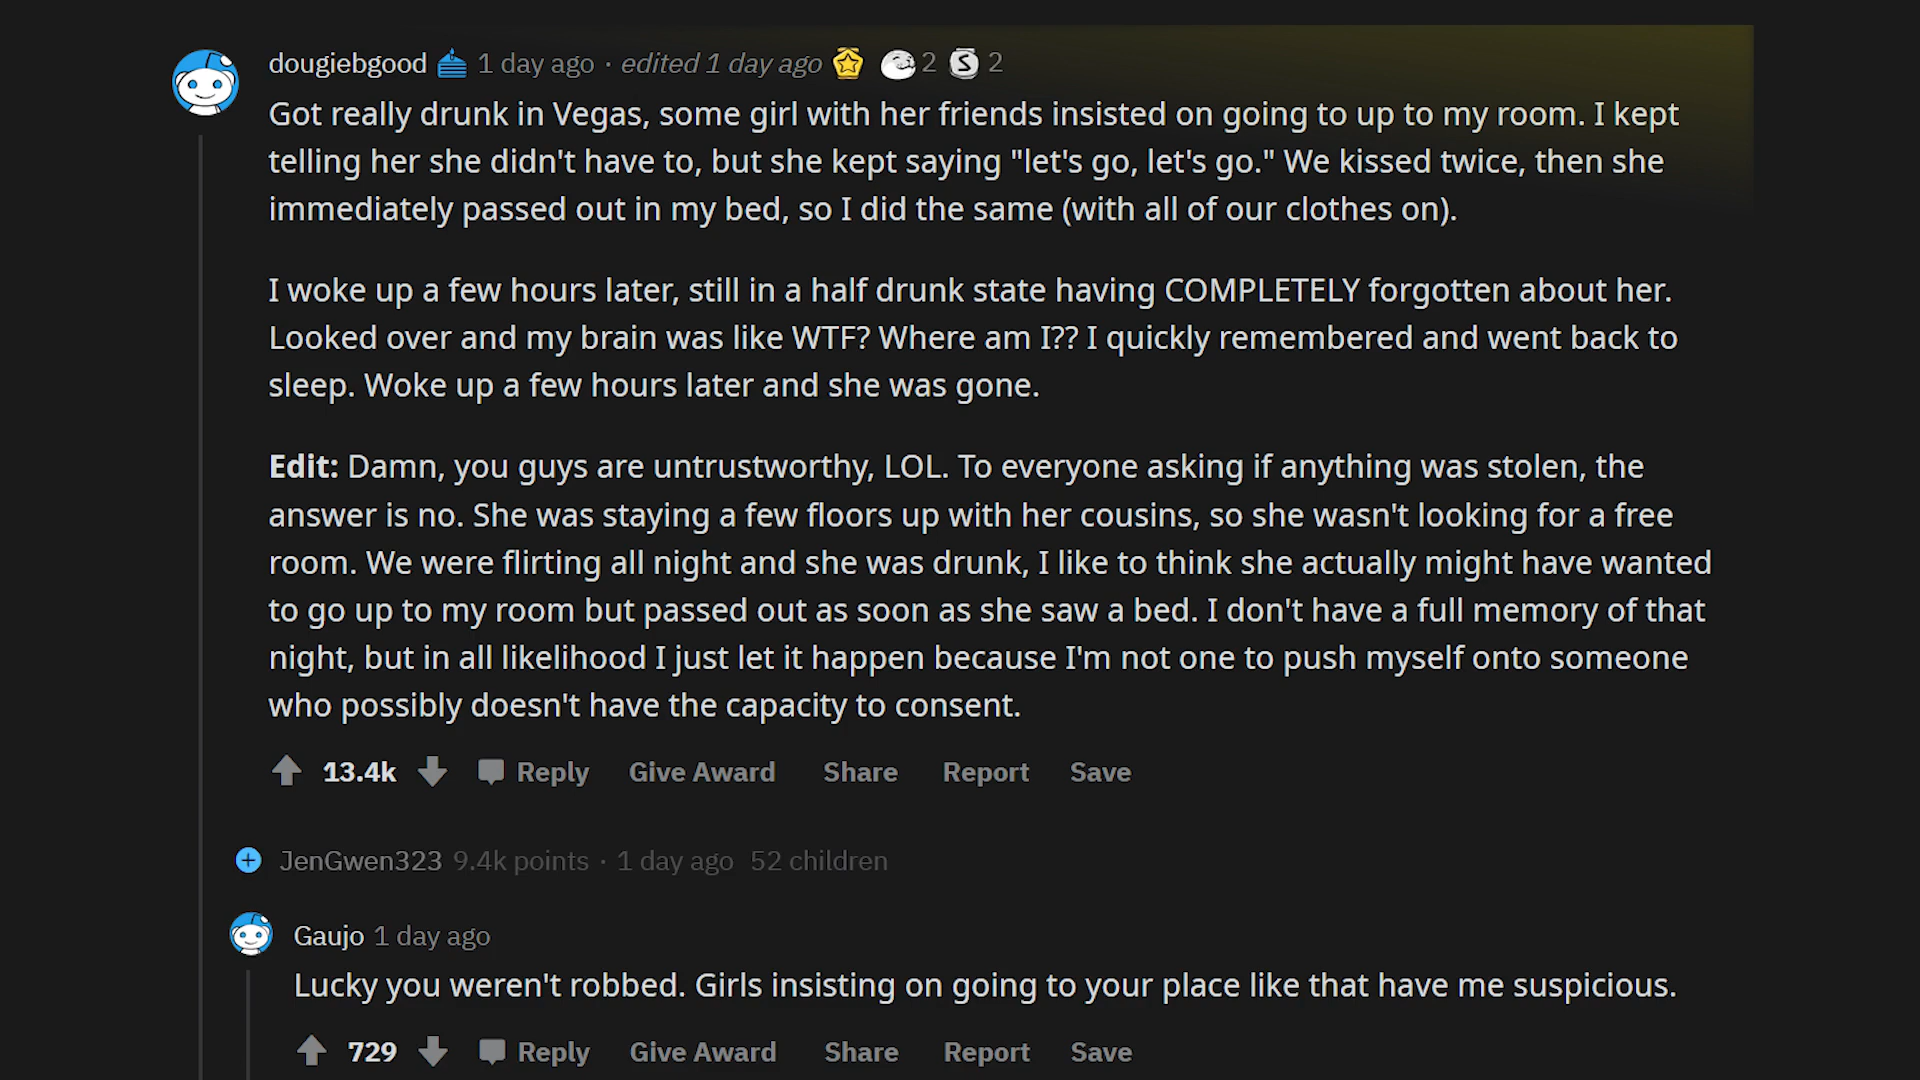 dougiebgood 1 day ago · edited 1 day ago 2 2
Got really drunk in Vegas, some girl with her friends insisted on going to up to my room. I kept
telling her she didn't have to, but she kept saying "let's go, let's go." We kissed twice, then she
immediately passed out in my bed, so I did the same (with all of our clothes on).
I woke up a few hours later, still in a half drunk state having COMPLETELY forgotten about her.
Looked over and my brain was like WTF? Where am I?? I quickly remembered and went back to
sleep. Woke up a few hours later and she was gone.
Edit: Damn, you guys are untrustworthy, LOL. To everyone asking if anything was stolen, the
answer is no. She was staying a few floors up with her cousins, so she wasn't looking for a free
room. We were flirting all night and she was drunk, I like to think she actually might have wanted
to go up to my room but passed out as soon as she saw a bed. I don't have a full memory of that
night, but in all likelihood I just let it happen because I'm not one to push myself onto someone
who possibly doesn't have the capacity to consent.
13.4k Reply Give Award Share Report Save
JenGwen323 9.4k points · 1 day ago 52 children
Gaujo 1 day ago
Lucky you weren't robbed. Girls insisting on going to your place like that have me suspicious.
729 Reply Give Award Share Report Save